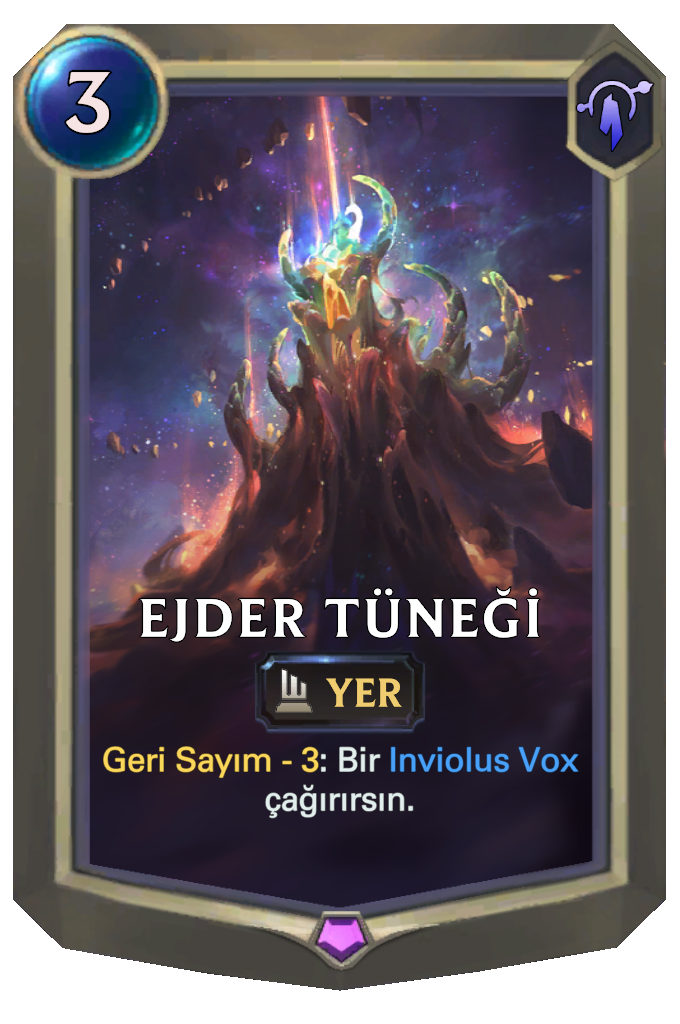 3
EJDER TÜNEĞİ
YER
Geri Sayım - 3: Bir Inviolus Vox
çağırırsın.